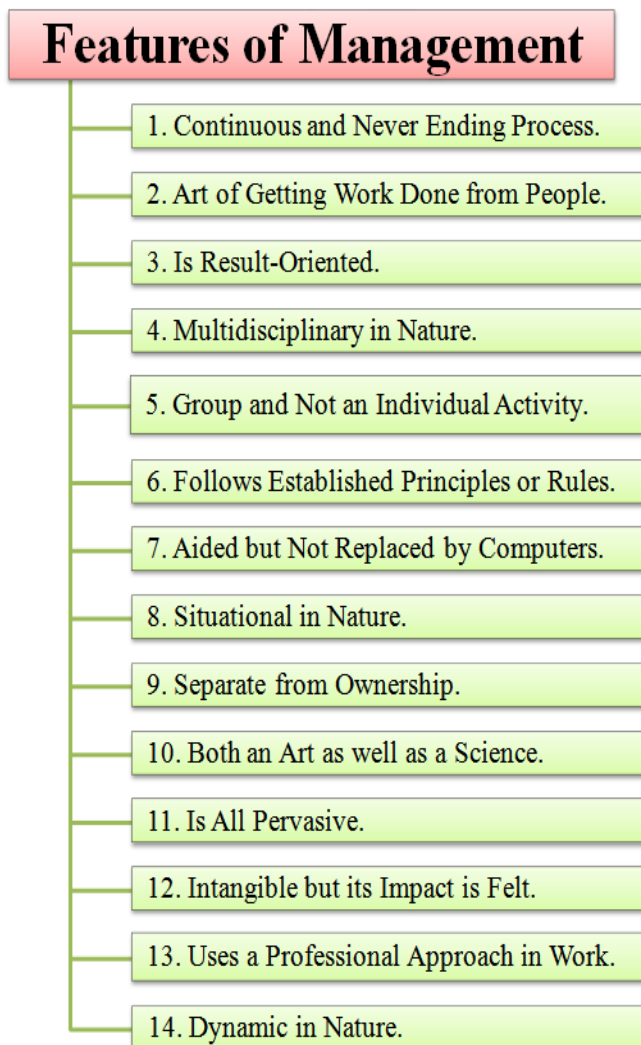 Features of Management
1. Continuous and Never Ending Process.
2. Art of Getting Work Done from People.
3. Is Result-Oriented.
4. Multidisciplinary in Nature.
5. Group and Not an Individual Activity.
6. Follows Established Principles or Rules.
7. Aided but Not Replaced by Computers.
8. Situational in Nature.
9. Separate from Ownership.
10. Both an Art as well as a Science.
11. Is All Pervasive.
12. Intangible but its Impact is Felt.
13. Uses a Professional Approach in Work.
14. Dynamic in Nature.